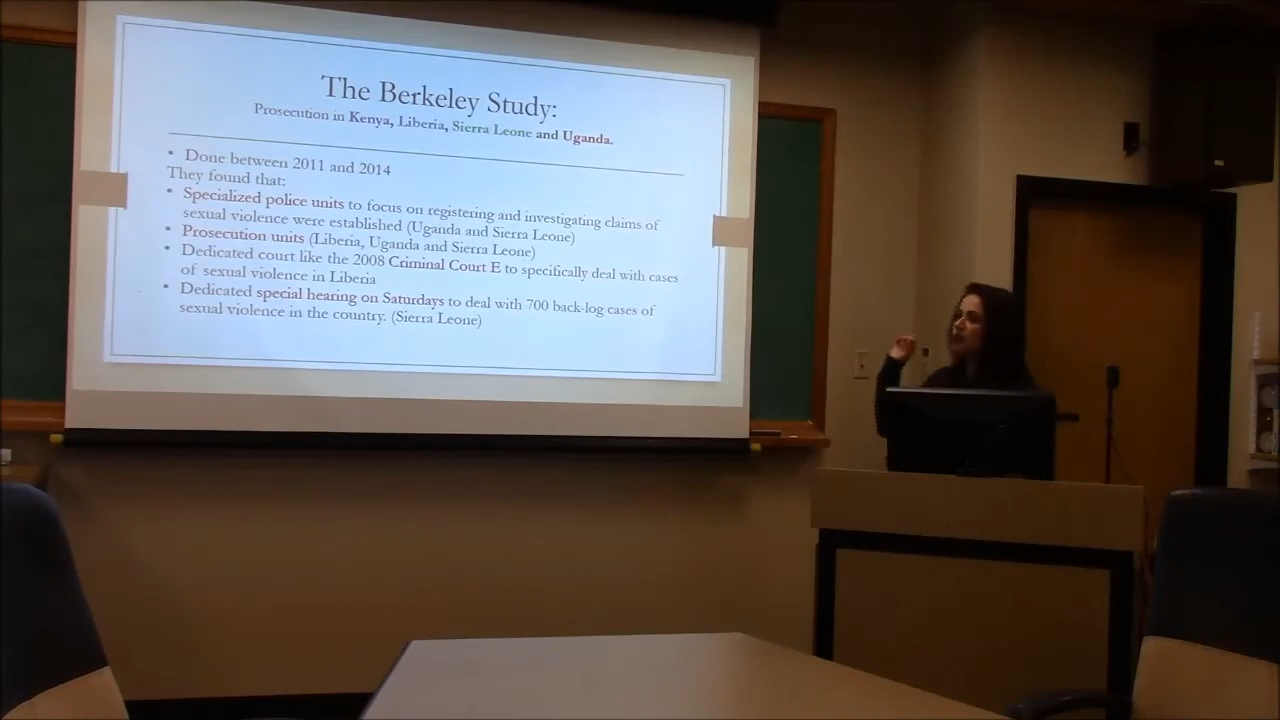 The Berkeley Study:
Prosecution in Kenya, Liberia, Sierra Leone and Uganda.
• Done between 2011 and 2014
They found that:
• Specialized police units to focus on registering and investigating claims of
sexual violence were established (Uganda and Sierra Leone)
• Prosecution units (Liberia, Uganda and Sierra Leone)
• Dedicated court like the 2008 Criminal Court E to specifically deal with cases
of sexual violence in Liberia
• Dedicated special hearing on Saturdays to deal with 700 back-log cases of
sexual violence in the country. (Sierra Leone)